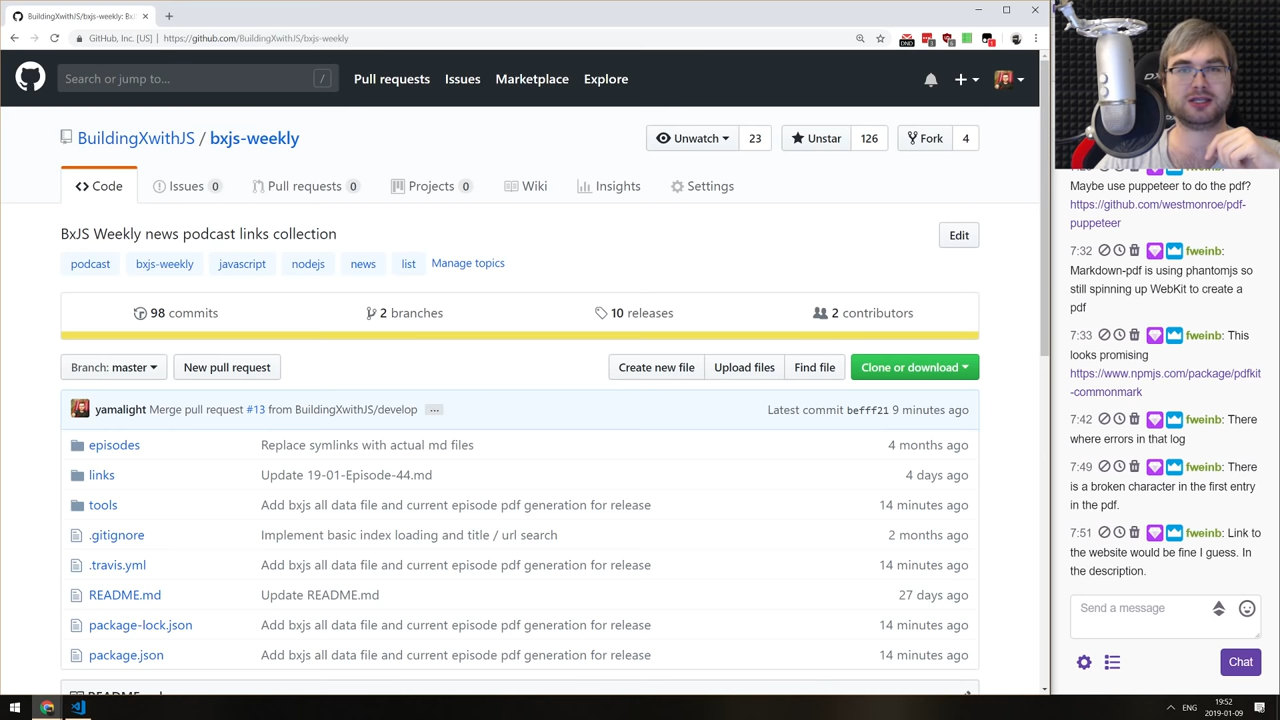 BuildingXwithJS/bxjs-weekly: BxJ
GitHub, Inc. [US] | https://github.com/BuildingXwithJS/bxjs-weekly
DND
Search or jump to... /
Pull requests Issues Marketplace Explore
BuildingXwithJS / bxjs-weekly
Unwatch 23 Unstar 126 Fork 4
Code Issues 0 Pull requests 0 Projects 0 Wiki Insights Settings
BxJS Weekly news podcast links collection
Edit
podcast bxjs-weekly javascript nodejs news list Manage topics
98 commits 2 branches 10 releases 2 contributors
Branch: master New pull request Create new file Upload files Find file Clone or download
yamalight Merge pull request #13 from BuildingXwithJS/develop ... Latest commit befff21 9 minutes ago
episodes Replace symlinks with actual md files 4 months ago
links Update 19-01-Episode-44.md 4 days ago
tools Add bxjs all data file and current episode pdf generation for release 14 minutes ago
.gitignore Implement basic index loading and title / url search 2 months ago
.travis.yml Add bxjs all data file and current episode pdf generation for release 14 minutes ago
README.md Update README.md 27 days ago
package-lock.json Add bxjs all data file and current episode pdf generation for release 14 minutes ago
package.json Add bxjs all data file and current episode pdf generation for release 14 minutes ago
Maybe use puppeteer to do the pdf?
https://github.com/westmonroe/pdf-
puppeteer
7:32 fweinb:
Markdown-pdf is using phantomjs so
still spinning up WebKit to create a
pdf
7:33 fweinb: This
looks promising
https://www.npmjs.com/package/pdfkit
-commonmark
7:42 fweinb: There
where errors in that log
7:49 fweinb: There
is a broken character in the first entry
in the pdf.
7:51 fweinb: Link to
the website would be fine I guess. In
the description.
Send a message
Chat
ENG
19:52
2019-01-09